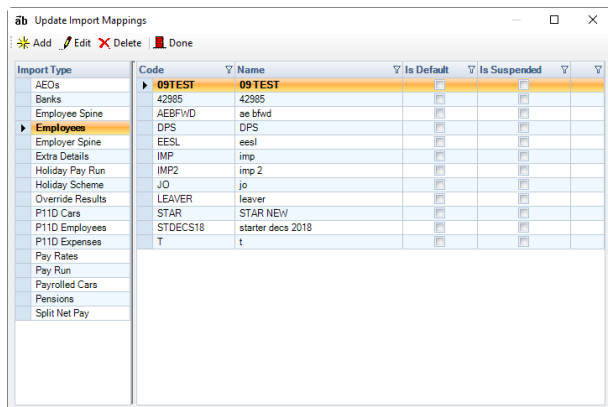 āb Update Import Mappings
Add Edit Delete Done
Import Type
AEOs
Banks
Employee Spine
Employees
Employer Spine
Extra Details
Holiday Pay Run
Holiday Scheme
Override Results
P11D Cars
P11D Employees
P11D Expenses
Pay Rates
Pay Run
Payrolled Cars
Pensions
Split Net Pay
Code Name Is Default Is Suspended
09TEST 09 TEST
42985 42985
AEBFWD ae bfwd
DPS DPS
EESL eesl
IMP imp
IMP2 imp 2
JO jo
LEAVER leaver
STAR STAR NEW
STDECS18 starter decs 2018
T t